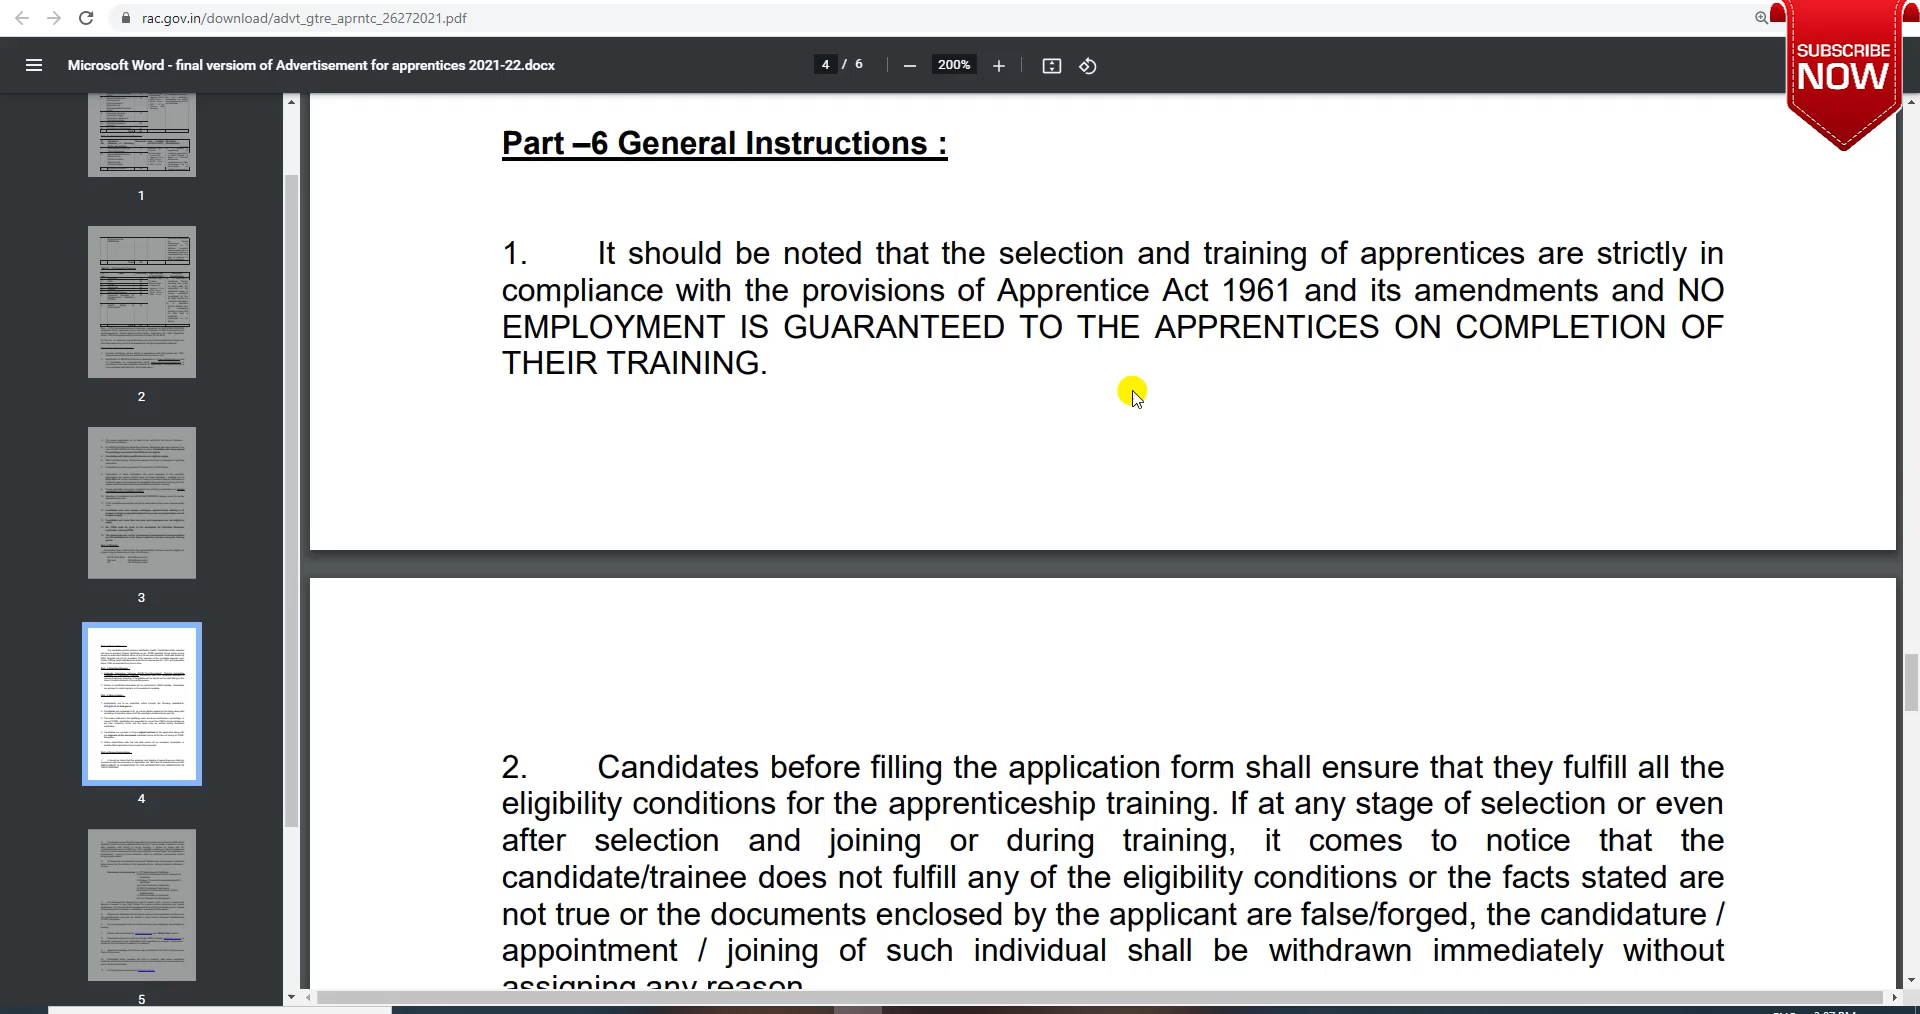 rac.gov.in/download/advt_gtre_aprntc_26272021.pdf
SUBSCRIBE
NOW
Microsoft Word - final versiom of Advertisement for apprentices 2021-22.docx
4 / 6
200%
Part –6 General Instructions :
1. It should be noted that the selection and training of apprentices are strictly in
compliance with the provisions of Apprentice Act 1961 and its amendments and NO
EMPLOYMENT IS GUARANTEED TO THE APPRENTICES ON COMPLETION OF
THEIR TRAINING.
2. Candidates before filling the application form shall ensure that they fulfill all the
eligibility conditions for the apprenticeship training. If at any stage of selection or even
after selection and joining or during training, it comes to notice that the
candidate/trainee does not fulfill any of the eligibility conditions or the facts stated are
not true or the documents enclosed by the applicant are false/forged, the candidature /
appointment / joining of such individual shall be withdrawn immediately without
assigning any reason.
1
2
3
4
5